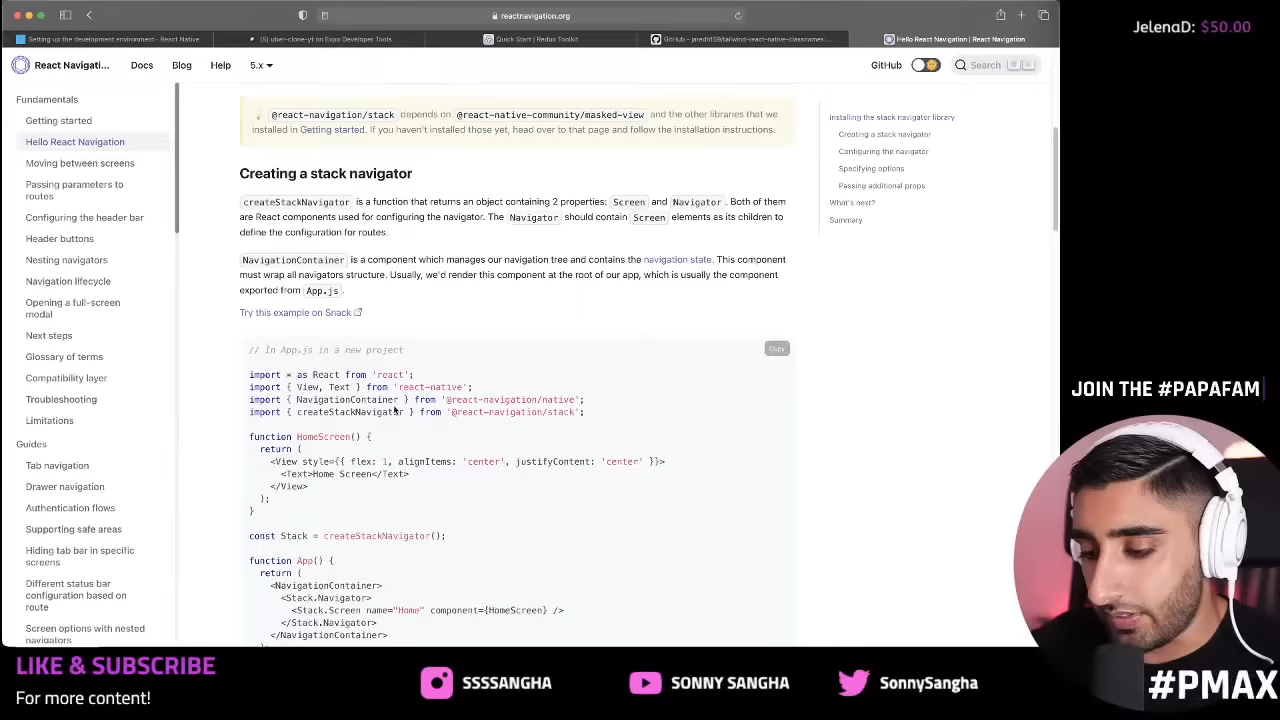 reactnavigation.org
Setting up the development environment · React Native
(5) uber-clone-yt on Expo Developer Tools
Quick Start | Redux Toolkit
GitHub – jaredh159/tailwind-react-native-classnames...
Hello React Navigation | React Navigation
React Navigati...
Docs
Blog
Help
5.x
GitHub
Search
Fundamentals
Getting started
Hello React Navigation
Moving between screens
Passing parameters to
routes
Configuring the header bar
Header buttons
Nesting navigators
Navigation lifecycle
Opening a full-screen
modal
Next steps
Glossary of terms
Compatibility layer
Troubleshooting
Limitations
Guides
Tab navigation
Drawer navigation
Authentication flows
Supporting safe areas
Hiding tab bar in specific
screens
Different status bar
configuration based on
route
Screen options with nested
navigators
@react-navigation/stack depends on @react-native-community/masked-view and the other libraries that we
installed in Getting started. If you haven't installed those yet, head over to that page and follow the installation instructions.
Creating a stack navigator
createStackNavigator is a function that returns an object containing 2 properties: Screen and Navigator. Both of them
are React components used for configuring the navigator. The Navigator should contain Screen elements as its children to
define the configuration for routes.
NavigationContainer is a component which manages our navigation tree and contains the navigation state. This component
must wrap all navigators structure. Usually, we'd render this component at the root of our app, which is usually the component
exported from App.js.
Try this example on Snack
Copy
// In App.js in a new project
import * as React from 'react';
import { View, Text } from 'react-native';
import { NavigationContainer } from '@react-navigation/native';
import { createStackNavigator } from '@react-navigation/stack';
function HomeScreen() {
return (
<View style={{ flex: 1, alignItems: 'center', justifyContent: 'center' }}>
<Text>Home Screen</Text>
</View>
);
}
const Stack = createStackNavigator();
function App() {
return (
<NavigationContainer>
<Stack.Navigator>
<Stack.Screen name="Home" component={HomeScreen} />
</Stack.Navigator>
</NavigationContainer>
Installing the stack navigator library
Creating a stack navigator
Configuring the navigator
Specifying options
Passing additional props
What's next?
Summary
JelenaD: $50.00
JOIN THE #PAPAFAM
LIKE & SUBSCRIBE
For more content!
SSSSANGHA
SONNY SANGHA
SonnySangha
#PMAX